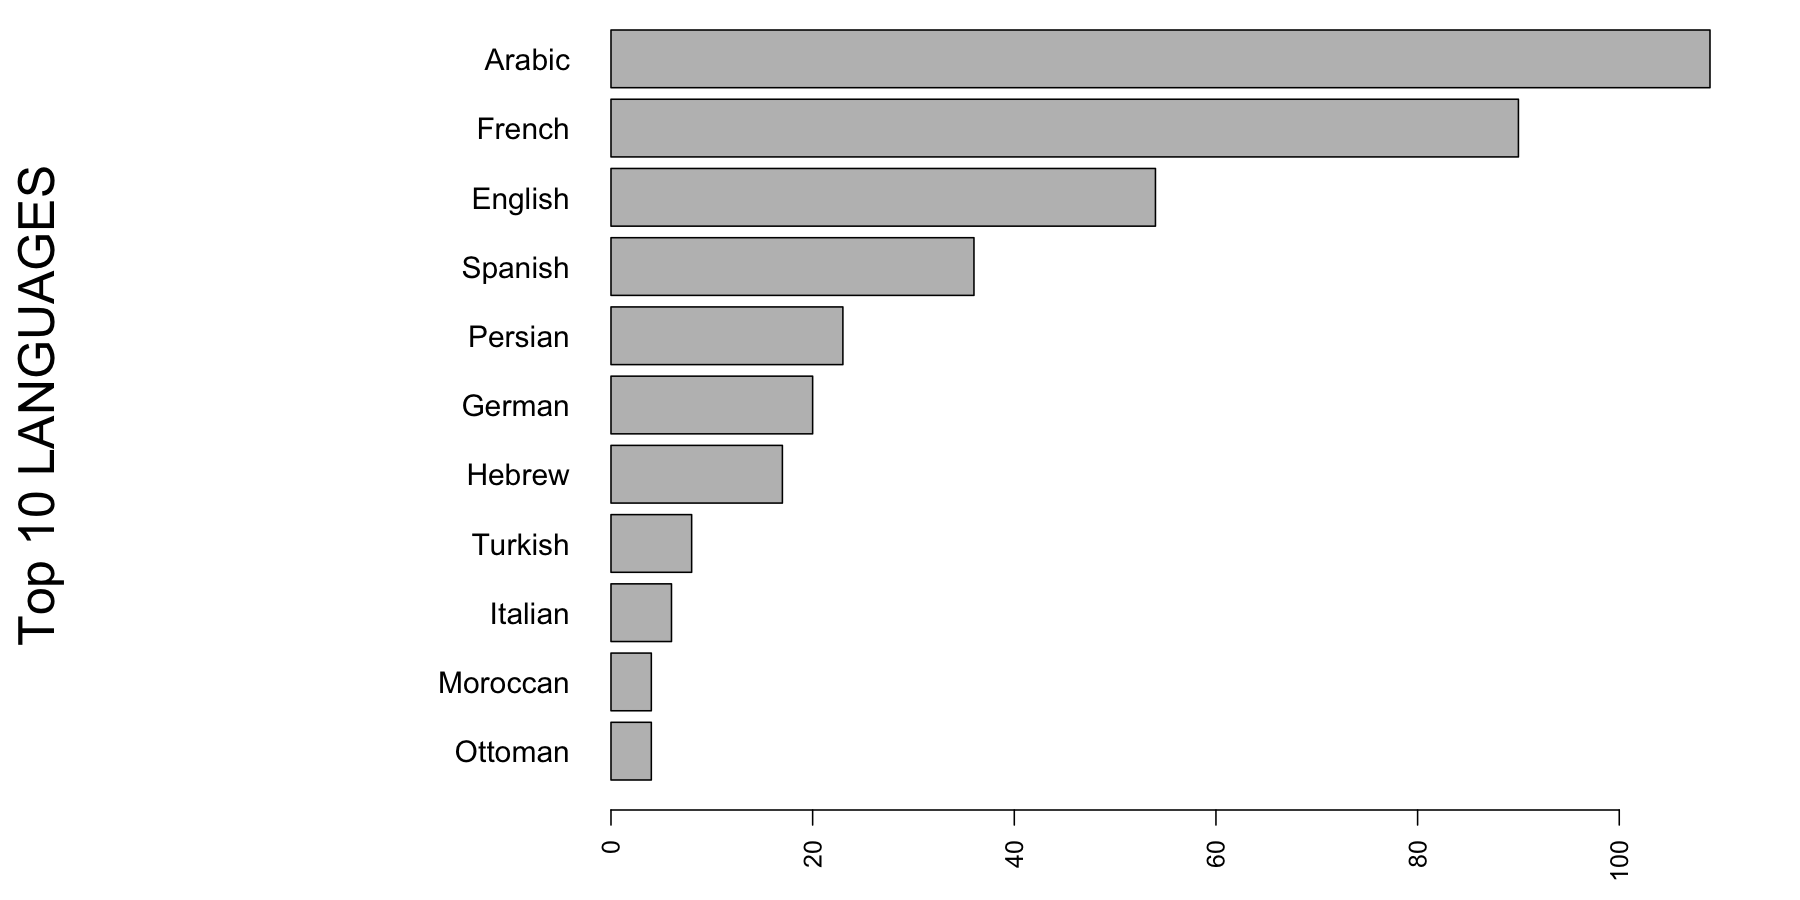 Top 10 LANGUAGES
Arabic
French
English
Spanish
Persian
German
Hebrew
Turkish
Italian
Moroccan
Ottoman
0 20 40 60 80 100